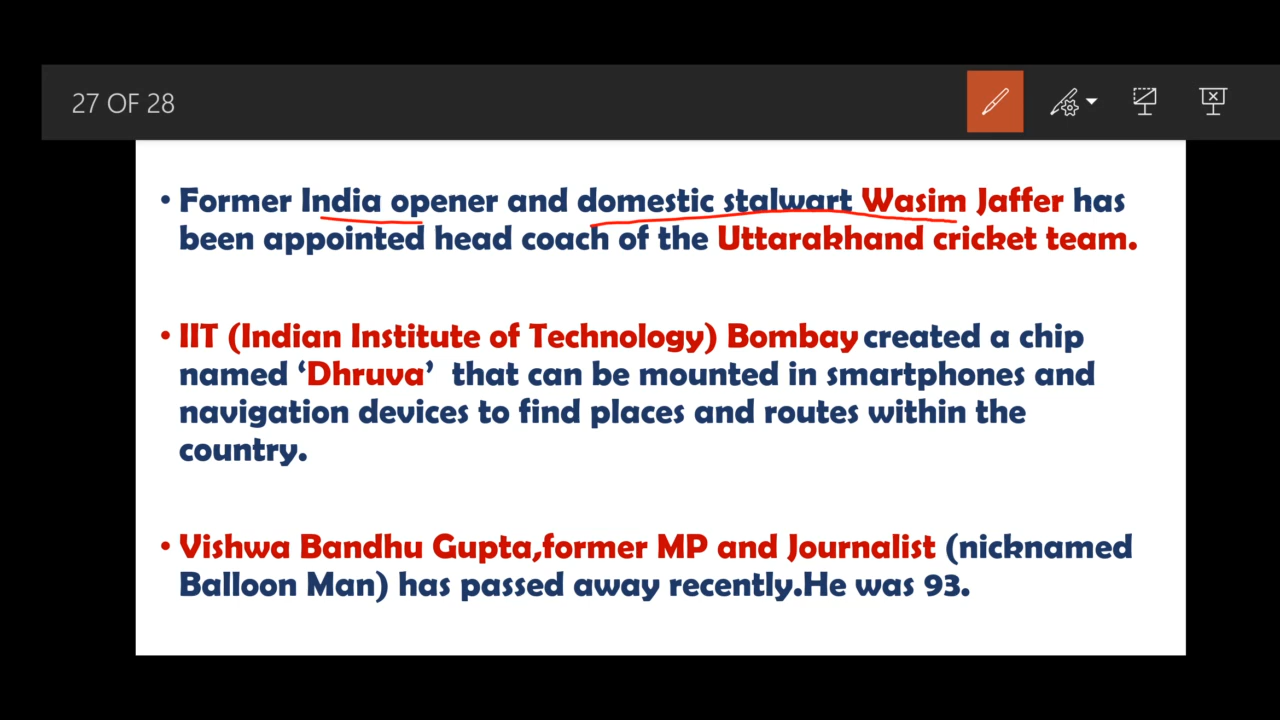 27 OF 28
• Former India opener and domestic stalwart Wasim Jaffer has
been appointed head coach of the Uttarakhand cricket team.
• IIT (Indian Institute of Technology) Bombay created a chip
named ‘Dhruva’ that can be mounted in smartphones and
navigation devices to find places and routes within the
country.
• Vishwa Bandhu Gupta,former MP and Journalist (nicknamed
Balloon Man) has passed away recently.He was 93.